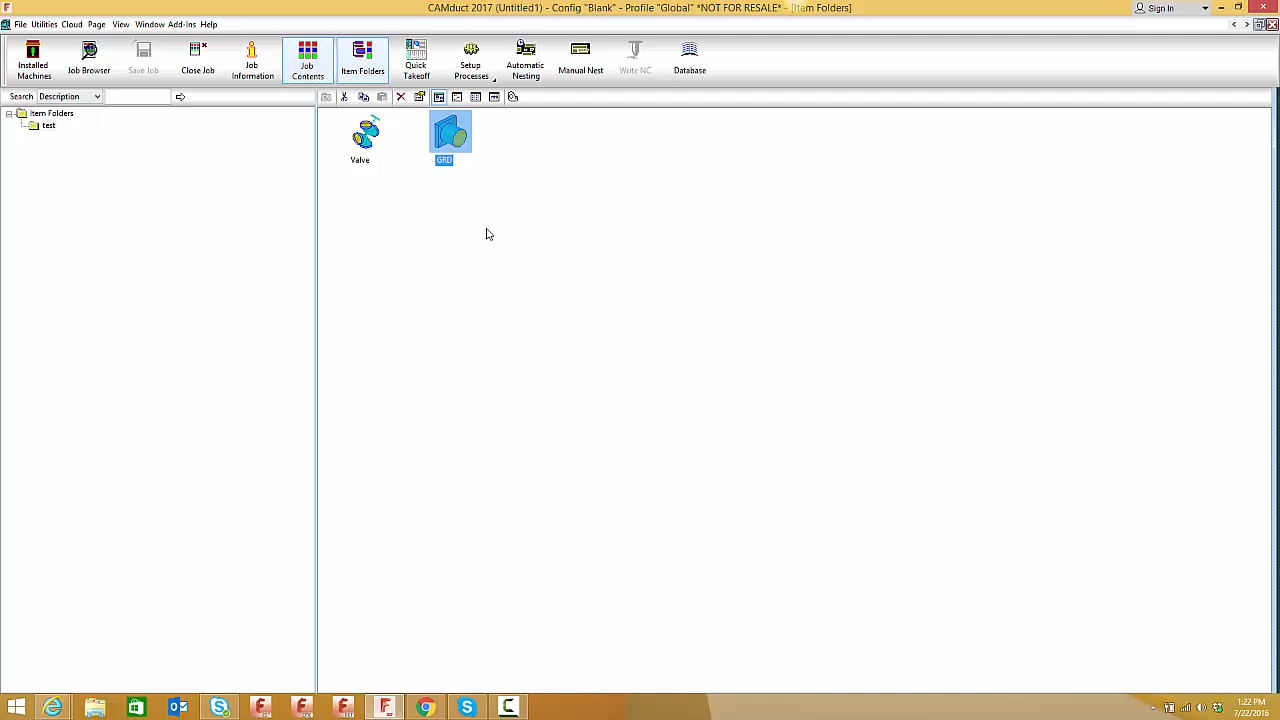 CAMduct 2017 (Untitled1) - Config "Blank" - Profile "Global" *NOT FOR RESALE* - [Item Folders]
Sign In
File Utilities Cloud Page View Window Add-Ins Help
Installed Machines
Job Browser
Save Job
Close Job
Job Information
Job Contents
Item Folders
Quick Takeoff
Setup Processes
Automatic Nesting
Manual Nest
Write NC
Database
Search Description
Item Folders
test
Valve
GRD
1:22 PM
7/22/2016